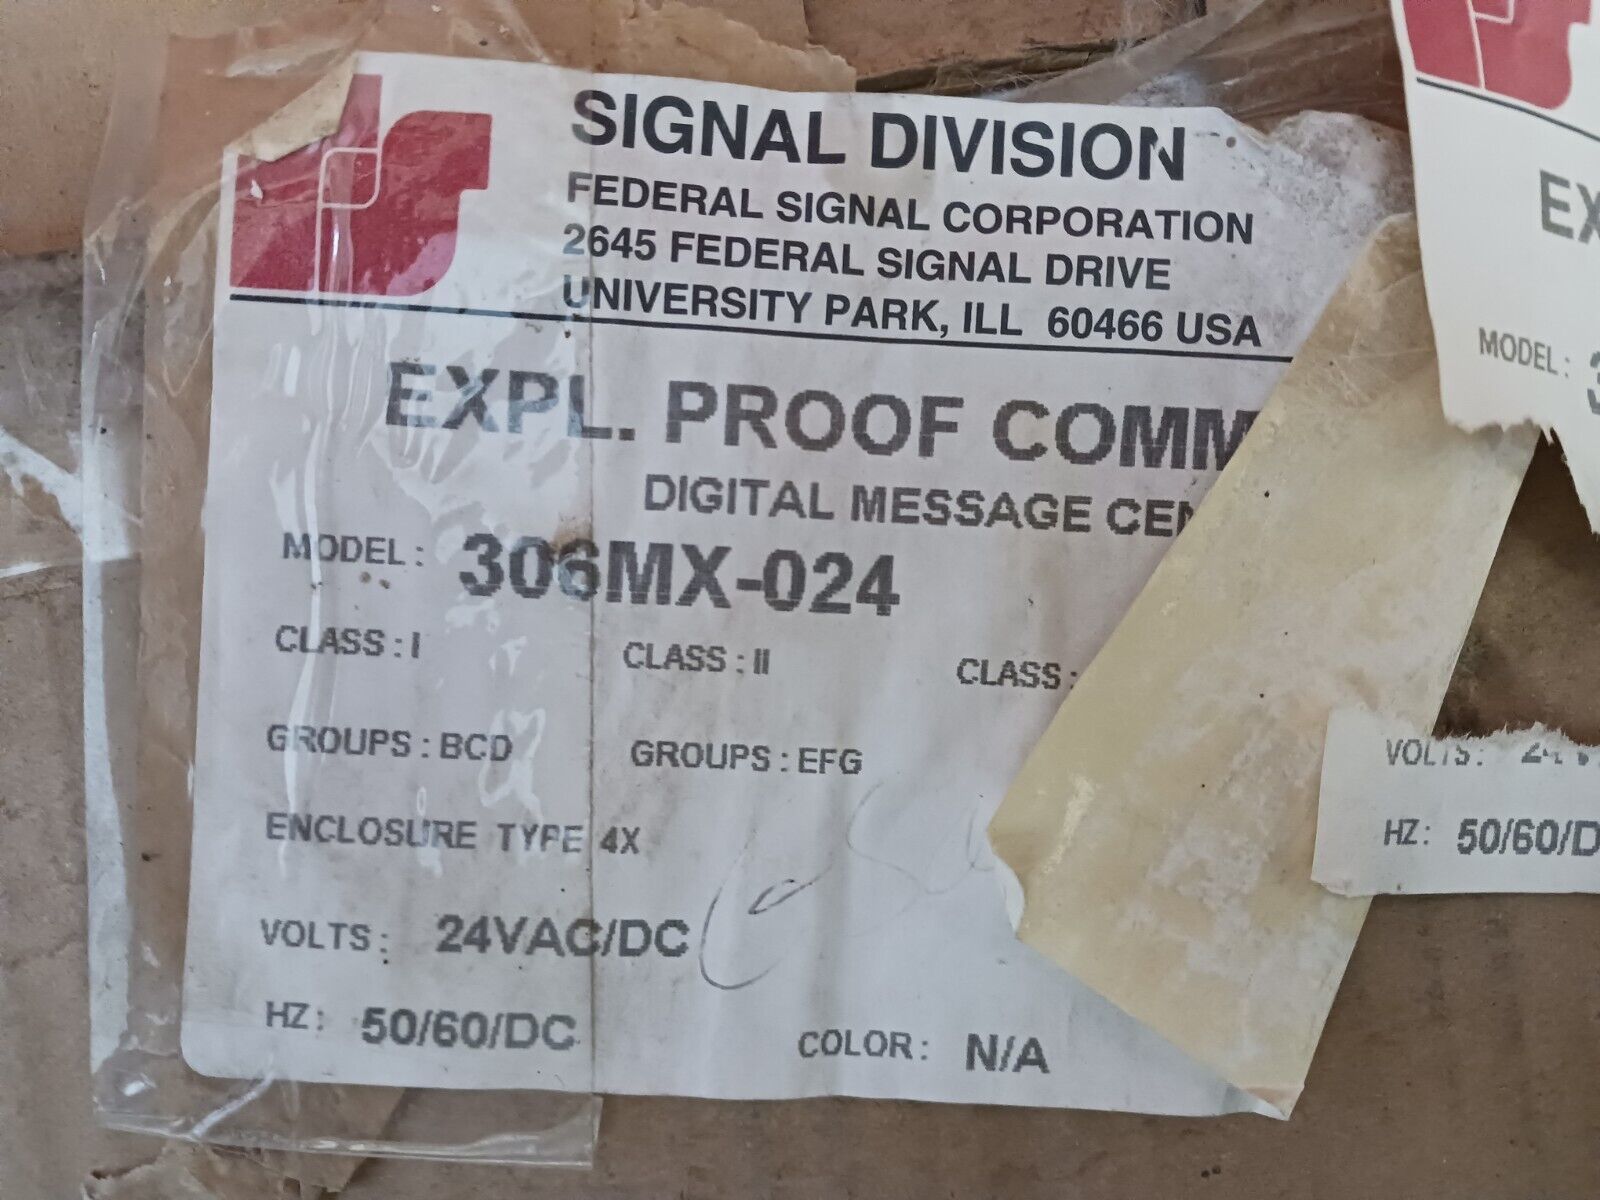 SIGNAL DIVISION
FEDERAL SIGNAL CORPORATION
2645 FEDERAL SIGNAL DRIVE
UNIVERSITY PARK, ILL 60466 USA
EXPL. PROOF COMM
DIGITAL MESSAGE CEN
MODEL: 306MX-024
CLASS: I CLASS: II CLASS:
GROUPS: BCD GROUPS: EFG
ENCLOSURE TYPE 4X
VOLTS: 24VAC/DC
HZ: 50/60/DC COLOR: N/A
EX
MODEL: 3
VOLTS: 24V
HZ: 50/60/D